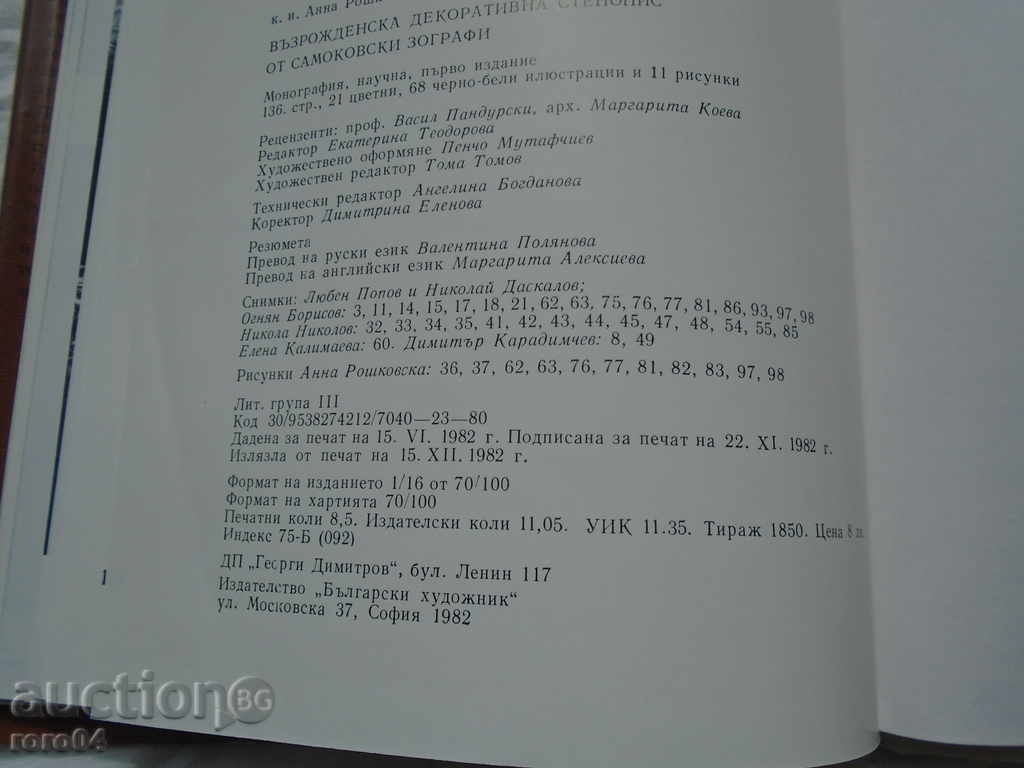 к. и. Анна
ВЪЗРОЖДЕНСКА ДЕКОРАТИВНА СТЕНОПИС
ОТ САМОКОВСКИ ЗОГРАФИ
Монография, научна, първо издание
136. стр., 21 цветни, 68 черно-бели илюстрации и 11 рисунки
Рецензенти: проф. Васил Пандурски, арх. Маргарита Коева
Редактор Екатерина Теодорова
Художествено оформяне Пенчо Мутафчиев
Художествен редактор Тома Томов
Технически редактор Ангелина Богданова
Коректор Димитрина Еленова
Резюмета
Превод на руски език Валентина Полянова
Превод на английски език Маргарита Алексиева
Снимки: Любен Попов и Николай Даскалов;
Огнян Борисов: 3, 11, 14, 15, 17, 18, 21, 62, 63, 75, 76, 77, 81, 86, 93, 97, 98
Никола Николов: 32, 33, 34, 35, 41, 42, 43, 44, 45, 47, 48, 54, 55, 85
Елена Калимаева: 60. Димитър Карадимчев: 8, 49
Рисунки Анна Рошковска: 36, 37, 62, 63, 76, 77, 81, 82, 83, 97, 98
Лит. група III
Код 30/9538274212/7040—23—80
Дадена за печат на 15. VI. 1982 г. Подписана за печат на 22. XI. 1982 г.
Излязла от печат на 15. XII. 1982 г.
Формат на изданието 1/16 от 70/100
Формат на хартията 70/100
Печатни коли 8,5. Издателски коли 11,05. УИК 11.35. Тираж 1850. Цена 8 лв.
Индекс 75-Б (092)
ДП „Георги Димитров“, бул. Ленин 117
Издателство „Български художник“
ул. Московска 37, София 1982
1
auction BG
roro04